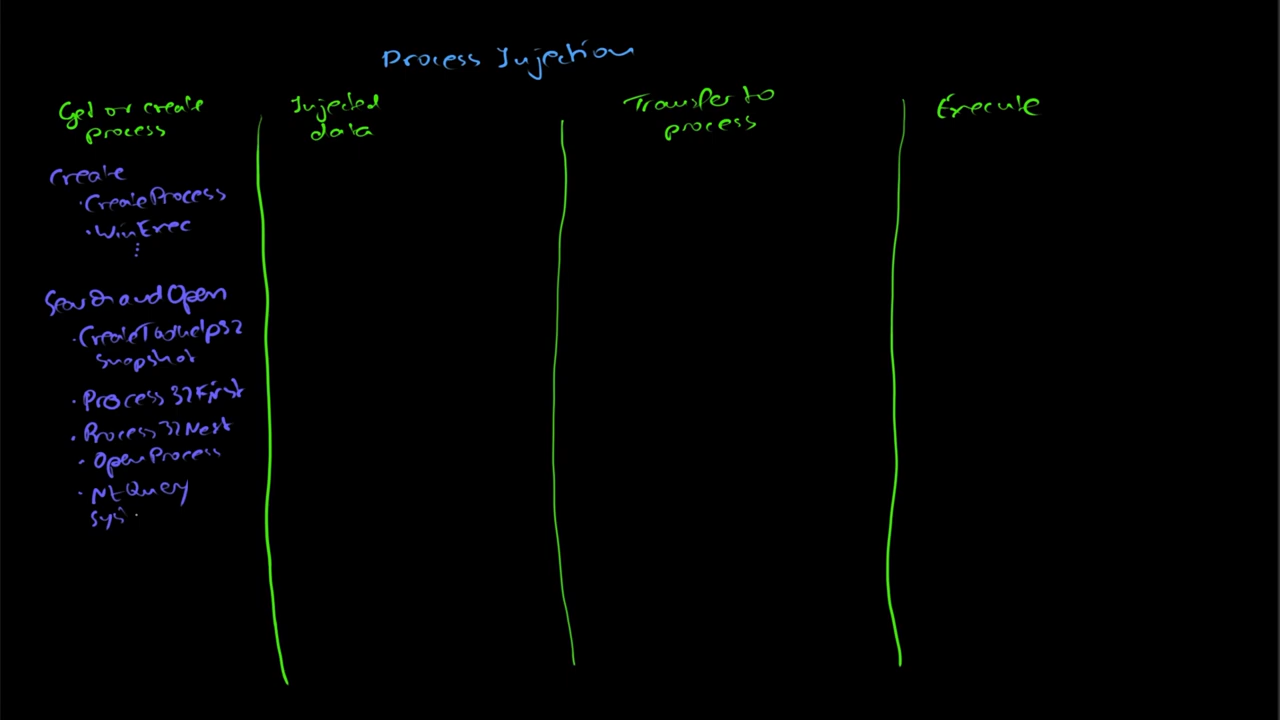 Process Injection
Get or create
process
Injected
data
Transfer to
process
Execute
Create
·CreateProcess
·WinExec
⋮
Search and Open
·CreateToolhelp32
Snapshot
·Process32First
·Process32Next
·OpenProcess
·NtQuery
Sys